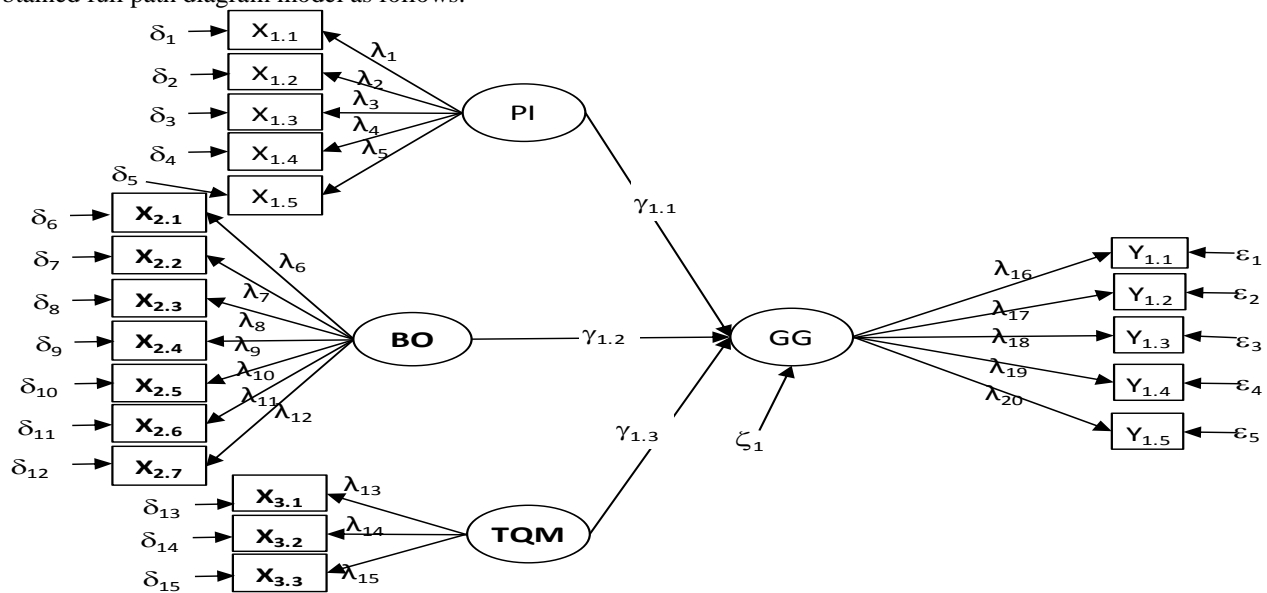 obtained full path diagram model as follows.
δ1 X1.1 λ1
δ2 X1.2 λ2
δ3 X1.3 λ3 PI
δ4 X1.4 λ4
δ5 X1.5 λ5
γ1.1
δ6 X2.1 λ6
δ7 X2.2 λ7
δ8 X2.3 λ8
δ9 X2.4 λ9 BO γ1.2 GG
δ10 X2.5 λ10
δ11 X2.6 λ11
δ12 X2.7 λ12
λ16 Y1.1 ε1
λ17 Y1.2 ε2
λ18 Y1.3 ε3
λ19 Y1.4 ε4
λ20 Y1.5 ε5
γ1.3 ζ1
δ13 X3.1 λ13
δ14 X3.2 λ14 TQM
δ15 X3.3 λ15